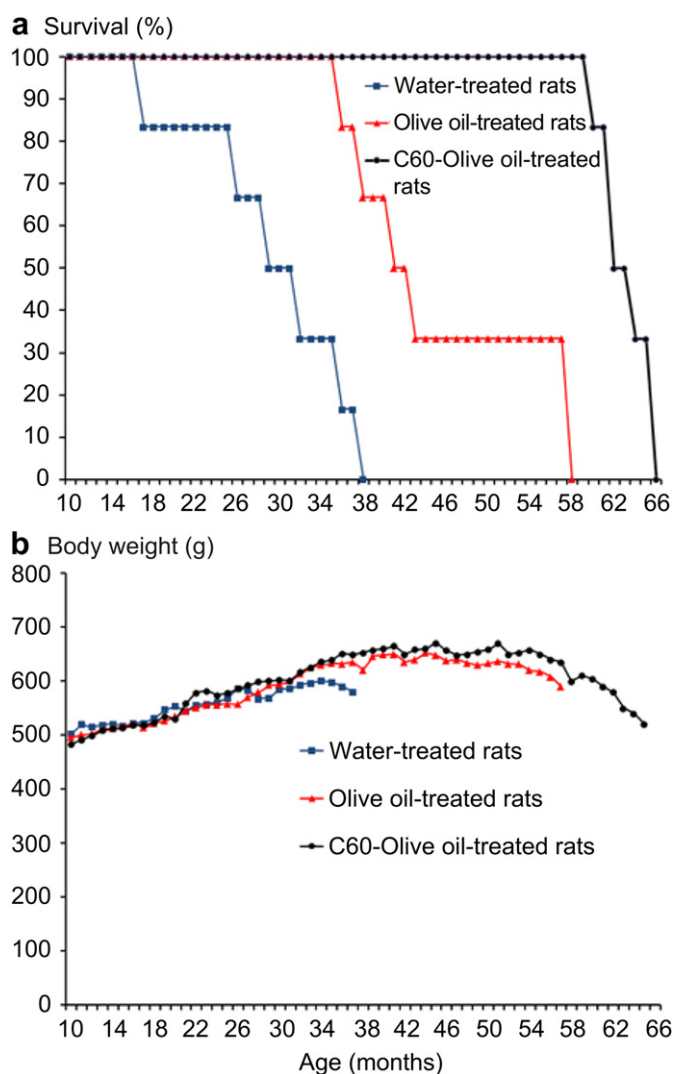 a Survival (%)
100
90
80
70
60
50
40
30
20
10
0
Water-treated rats
Olive oil-treated rats
C60-Olive oil-treated
rats
10 14 18 22 26 30 34 38 42 46 50 54 58 62 66
b Body weight (g)
800
700
600
500
400
300
200
100
0
Water-treated rats
Olive oil-treated rats
C60-Olive oil-treated rats
10 14 18 22 26 30 34 38 42 46 50 54 58 62 66
Age (months)